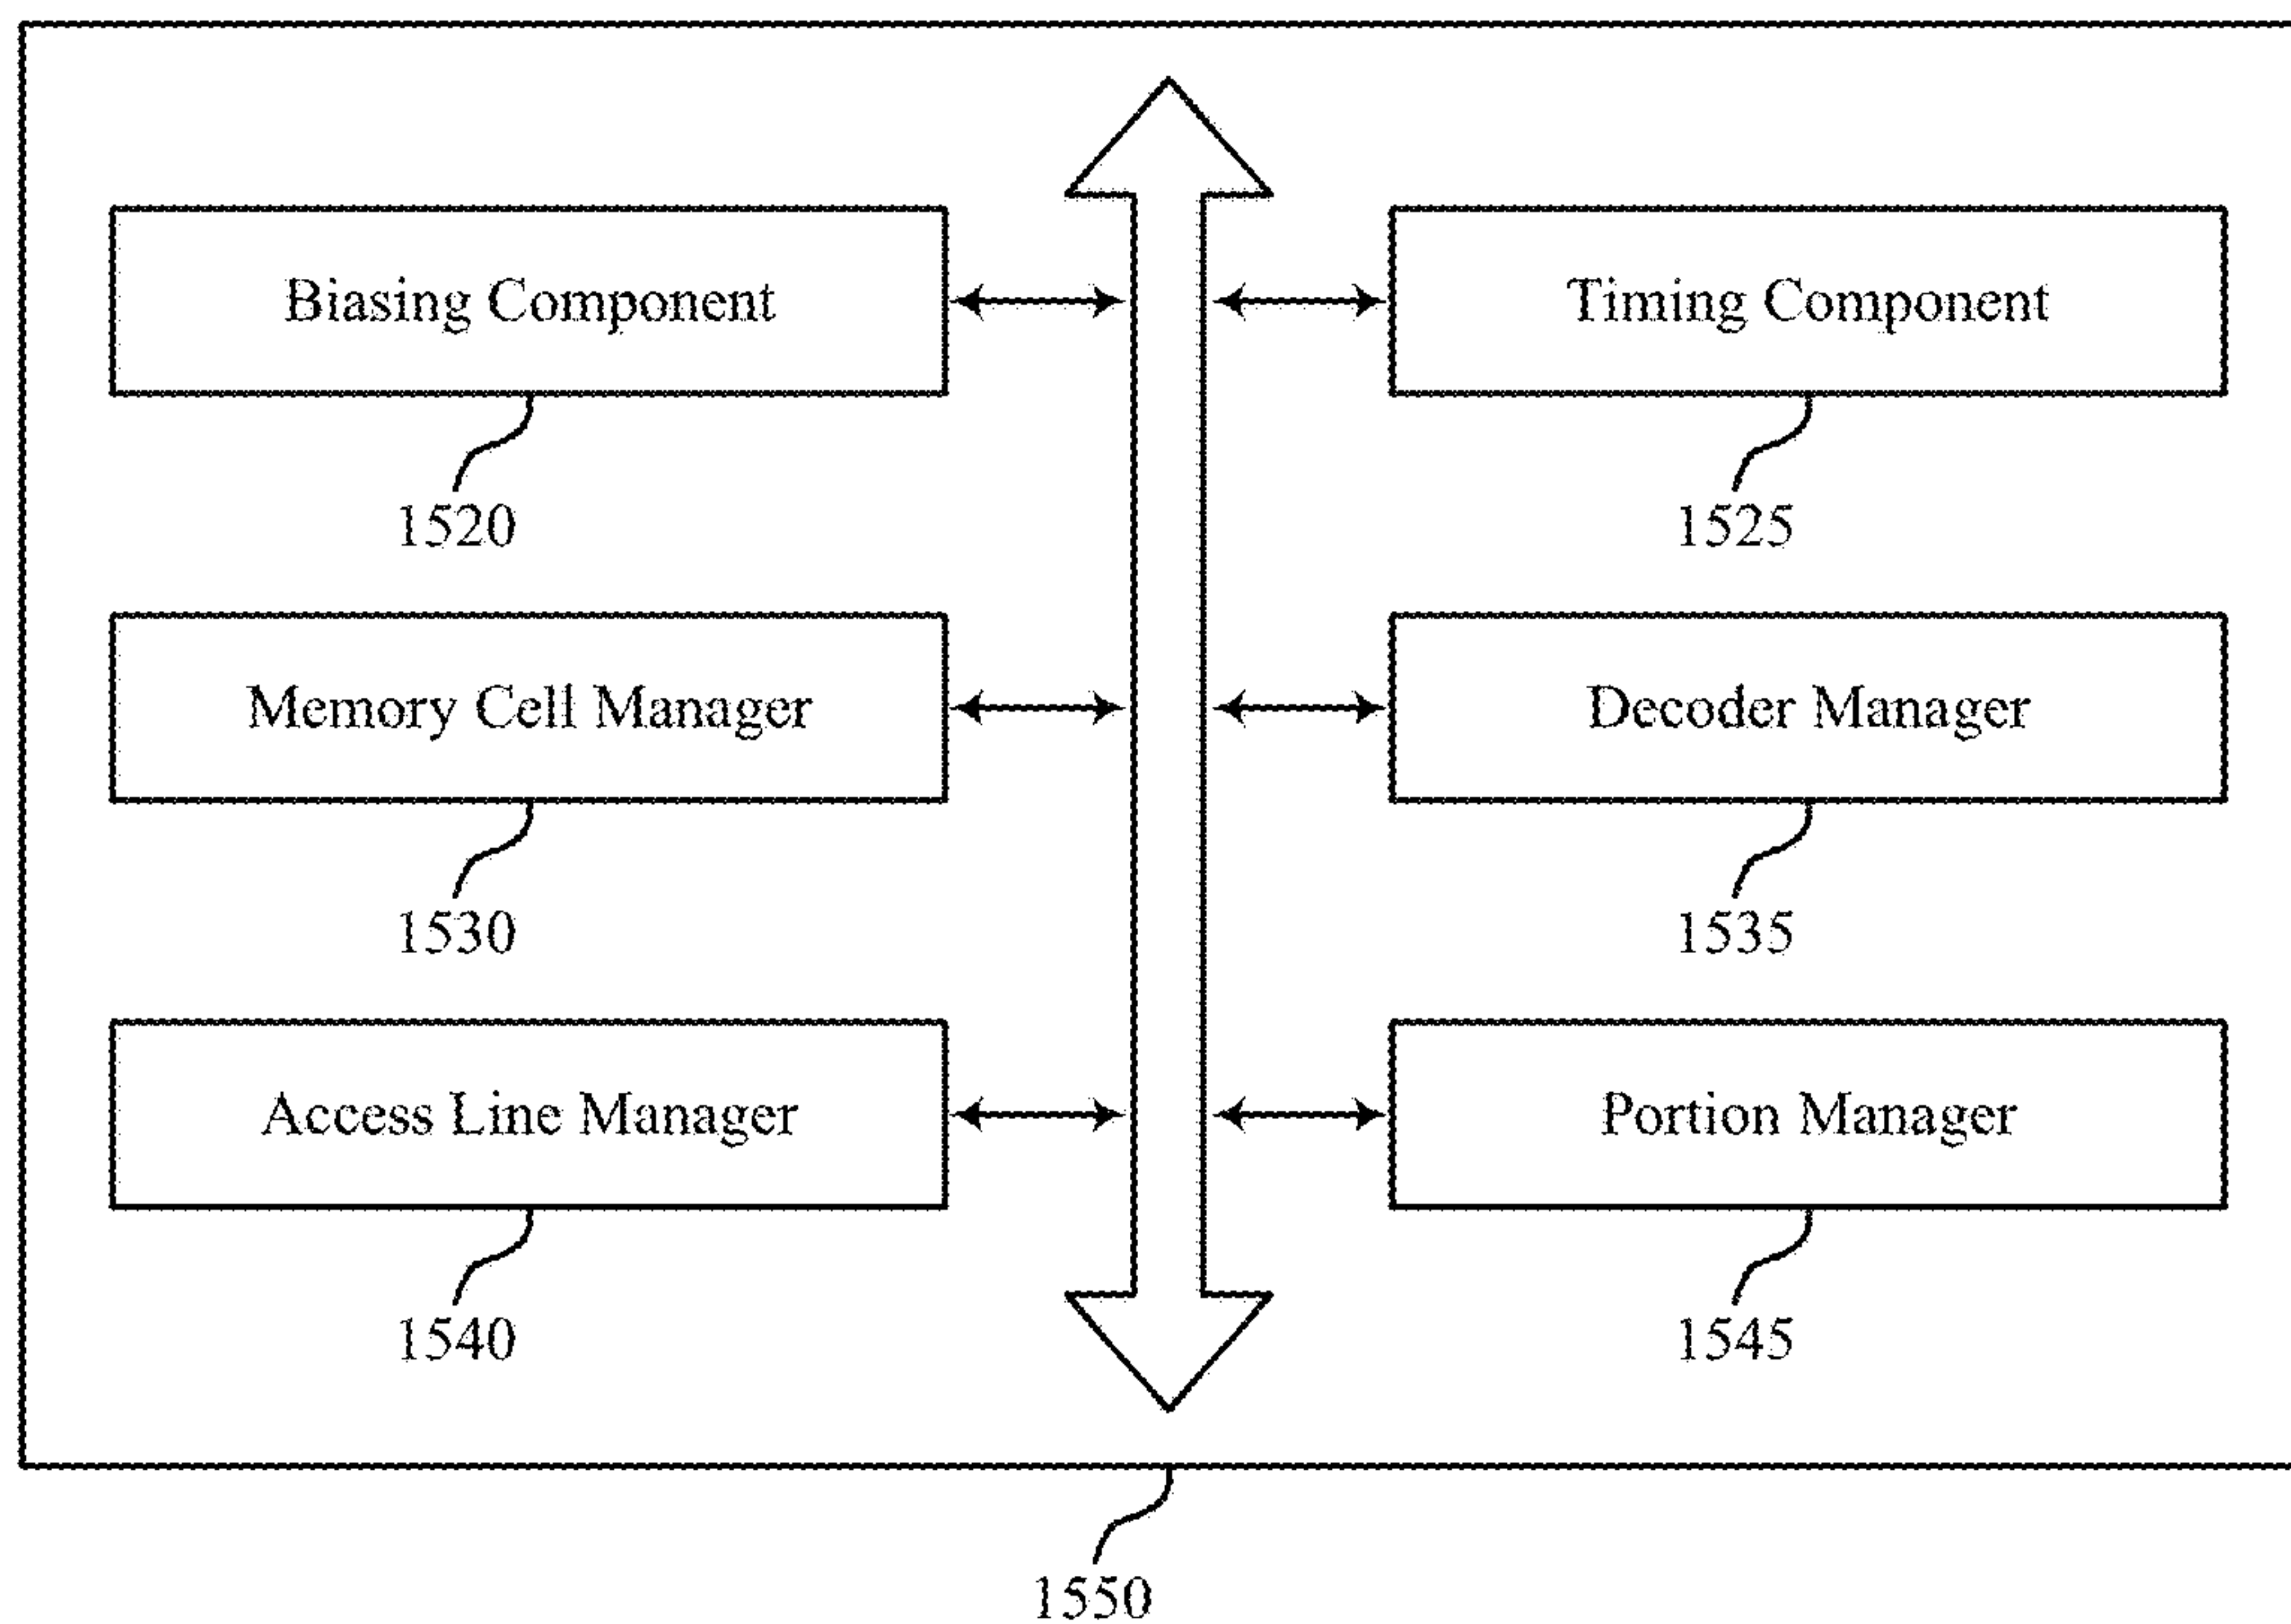 Biasing Component
Timing Component
1520
1525
Memory Cell Manager
Decoder Manager
1530
1535
Access Line Manager
Portion Manager
1540
1545
1550